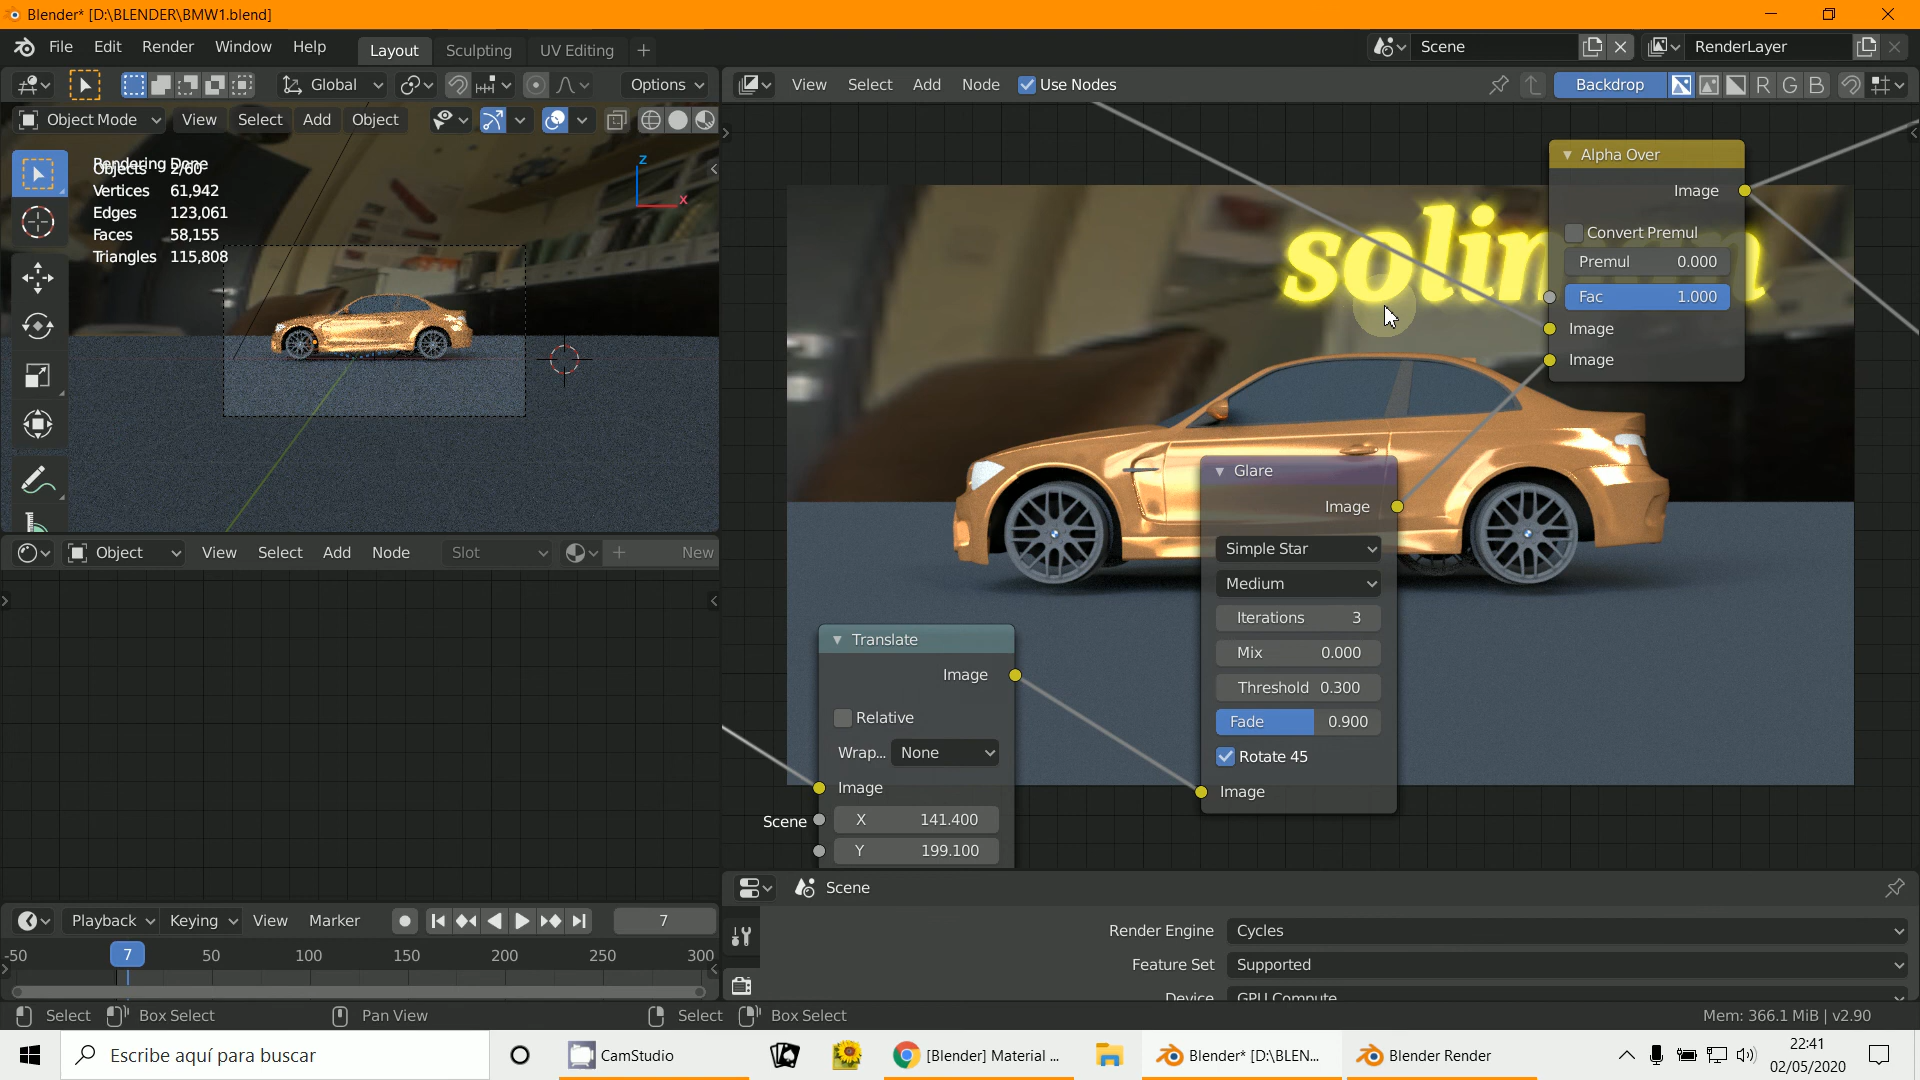 Blender* [D:\BLENDER\BMW1.blend]
File Edit Render Window Help Layout Sculpting UV Editing + Scene RenderLayer
Global Options View Select Add Node Use Nodes Backdrop R G B
Object Mode View Select Add Object
Rendering Done
Objects 2/60
Vertices 61,942
Edges 123,061
Faces 58,155
Triangles 115,808
Z
X
Alpha Over
Image
Convert Premul
Premul 0.000
Fac 1.000
Image
Image
Glare
Image
Simple Star
Medium
Iterations 3
Mix 0.000
Threshold 0.300
Fade 0.900
Rotate 45
Image
Translate
Image
Relative
Wrap... None
Image
Scene X 141.400
Y 199.100
Object View Select Add Node Slot New
Scene
Render Engine Cycles
Feature Set Supported
Device GPU Compute
Playback Keying View Marker 7
-50 7 50 100 150 200 250 300
Select Box Select Pan View Select Box Select Mem: 366.1 MiB | v2.90
Escribe aquí para buscar CamStudio [Blender] Material ... Blender* [D:\BLEN... Blender Render
22:41
02/05/2020